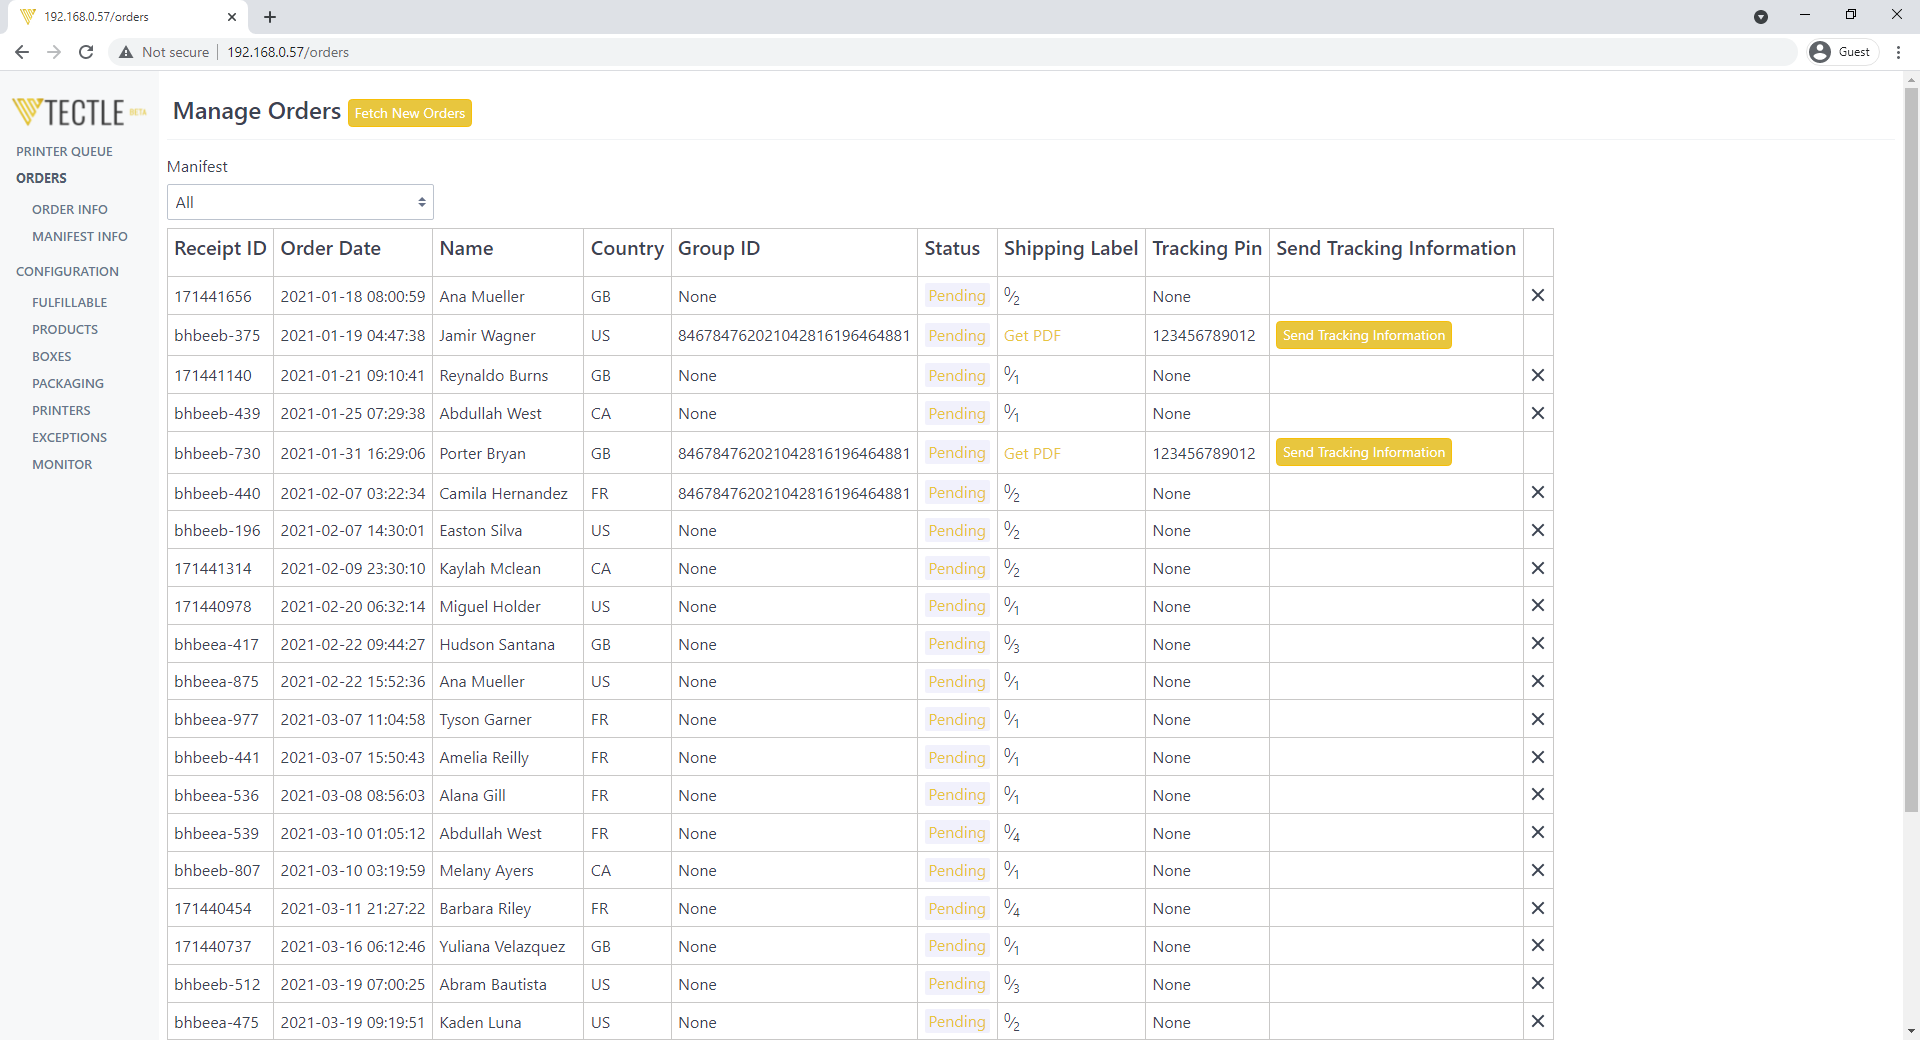 192.168.0.57/orders
Not secure 192.168.0.57/orders Guest
TECTLE BETA
PRINTER QUEUE
ORDERS
ORDER INFO
MANIFEST INFO
CONFIGURATION
FULFILLABLE
PRODUCTS
BOXES
PACKAGING
PRINTERS
EXCEPTIONS
MONITOR
Manage Orders Fetch New Orders
Manifest
All
Receipt ID Order Date Name Country Group ID Status Shipping Label Tracking Pin Send Tracking Information
171441656 2021-01-18 08:00:59 Ana Mueller GB None Pending 0/2 None
bhbeeb-375 2021-01-19 04:47:38 Jamir Wagner US 846784762021042816196464881 Pending Get PDF 123456789012 Send Tracking Information
171441140 2021-01-21 09:10:41 Reynaldo Burns GB None Pending 0/1 None
bhbeeb-439 2021-01-25 07:29:38 Abdullah West CA None Pending 0/1 None
bhbeeb-730 2021-01-31 16:29:06 Porter Bryan GB 846784762021042816196464881 Pending Get PDF 123456789012 Send Tracking Information
bhbeeb-440 2021-02-07 03:22:34 Camila Hernandez FR 846784762021042816196464881 Pending 0/2 None
bhbeeb-196 2021-02-07 14:30:01 Easton Silva US None Pending 0/2 None
171441314 2021-02-09 23:30:10 Kaylah Mclean CA None Pending 0/2 None
171440978 2021-02-20 06:32:14 Miguel Holder US None Pending 0/1 None
bhbeea-417 2021-02-22 09:44:27 Hudson Santana GB None Pending 0/3 None
bhbeea-875 2021-02-22 15:52:36 Ana Mueller US None Pending 0/1 None
bhbeea-977 2021-03-07 11:04:58 Tyson Garner FR None Pending 0/1 None
bhbeeb-441 2021-03-07 15:50:43 Amelia Reilly FR None Pending 0/1 None
bhbeea-536 2021-03-08 08:56:03 Alana Gill FR None Pending 0/1 None
bhbeea-539 2021-03-10 01:05:12 Abdullah West FR None Pending 0/4 None
bhbeeb-807 2021-03-10 03:19:59 Melany Ayers CA None Pending 0/1 None
171440454 2021-03-11 21:27:22 Barbara Riley FR None Pending 0/4 None
171440737 2021-03-16 06:12:46 Yuliana Velazquez GB None Pending 0/1 None
bhbeeb-512 2021-03-19 07:00:25 Abram Bautista US None Pending 0/3 None
bhbeea-475 2021-03-19 09:19:51 Kaden Luna US None Pending 0/2 None